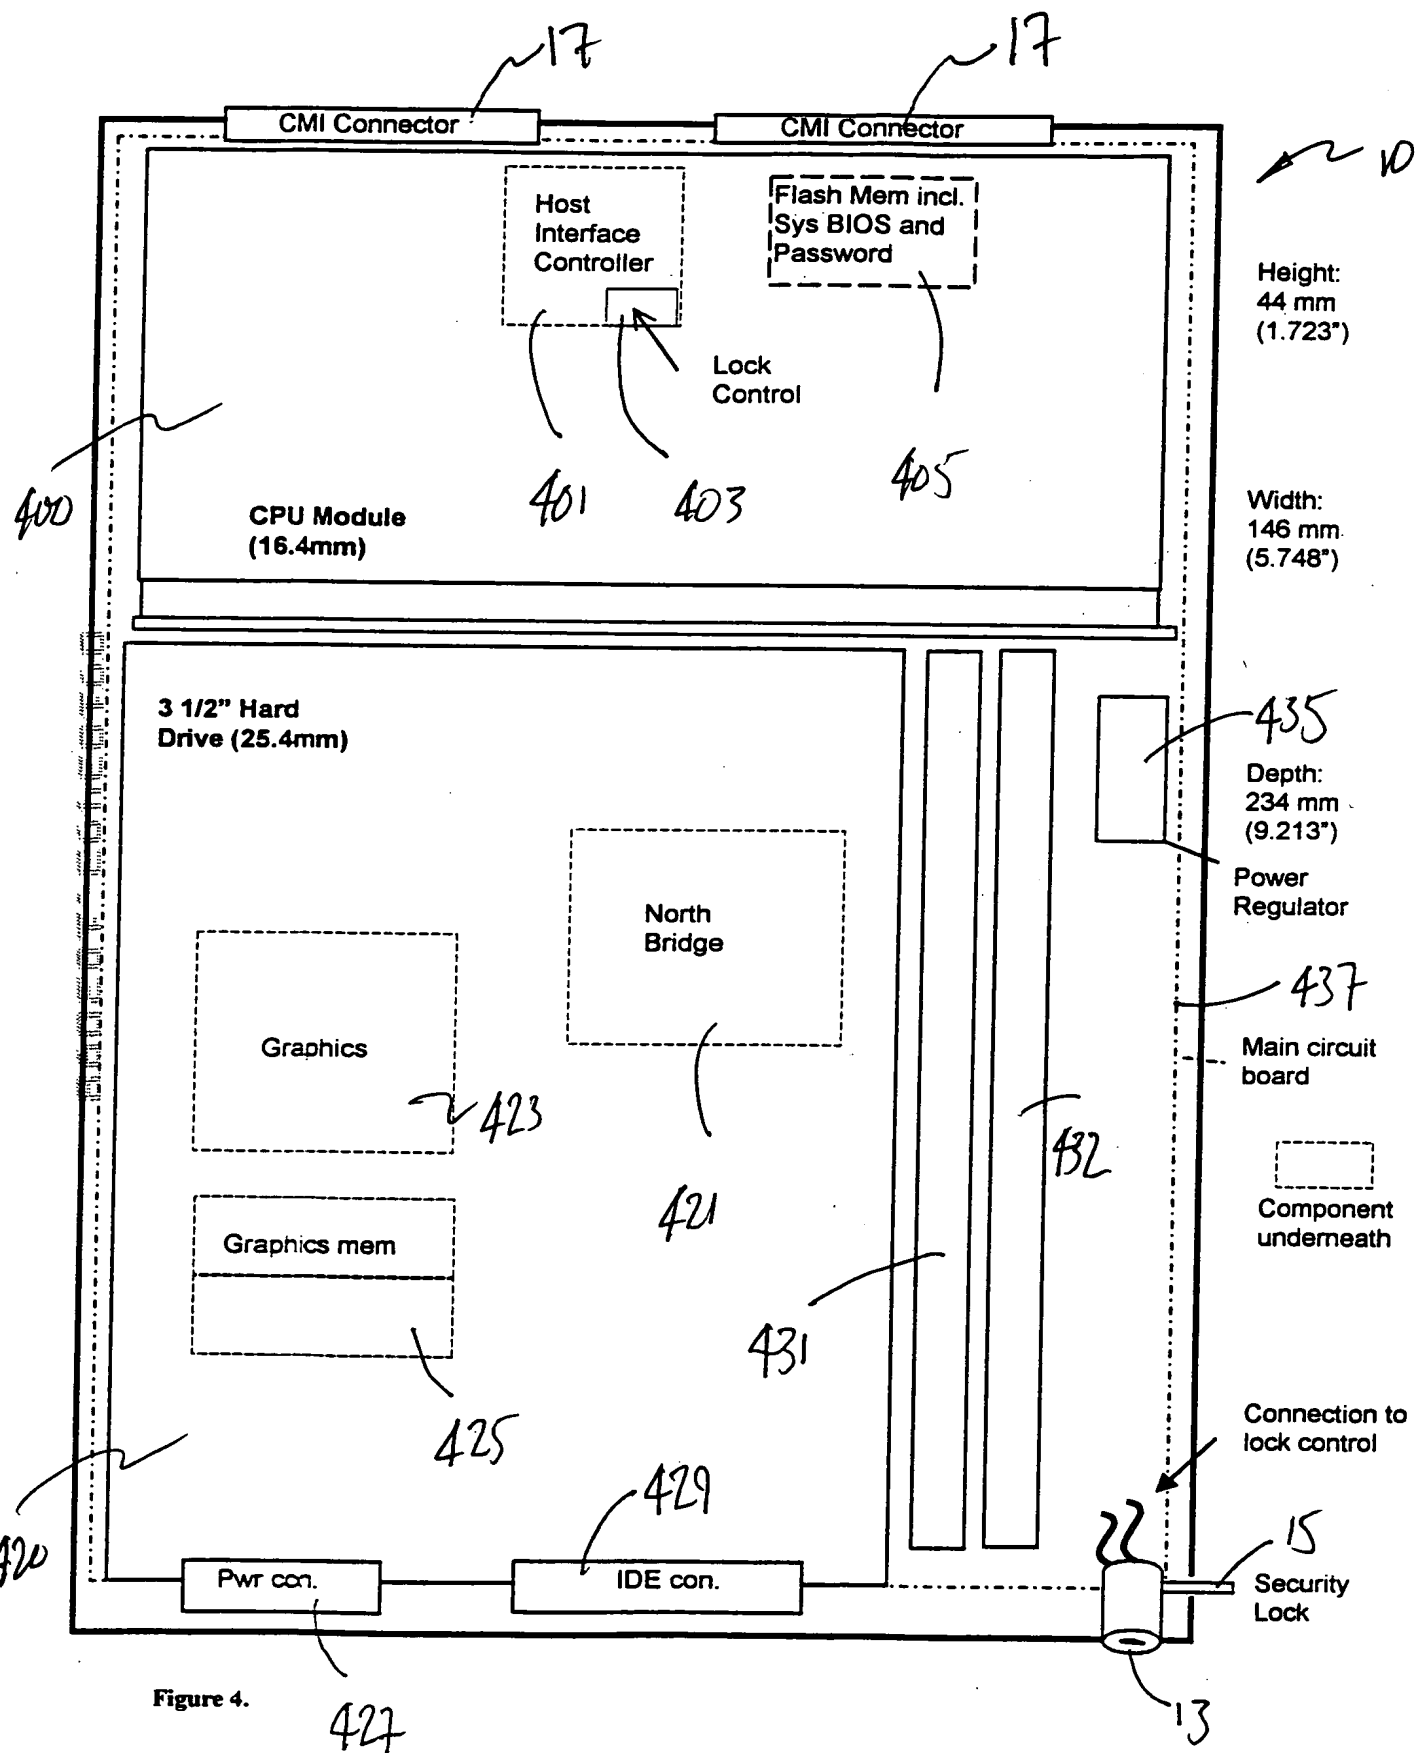 17
17
CMI Connector
CMI Connector
10
Host
Interface
Controller
Flash Mem incl.
Sys BIOS and
Password
Height:
44 mm
(1.723")
Lock
Control
400
401
403
405
CPU Module
(16.4mm)
Width:
146 mm
(5.748")
3 1/2" Hard
Drive (25.4mm)
435
Depth:
234 mm
(9.213")
Power
Regulator
North
Bridge
437
Graphics
Main circuit
board
423
432
421
Component
underneath
Graphics mem
431
425
Connection to
lock control
429
420
15
Pwr con.
IDE con.
Security
Lock
Figure 4.
427
13